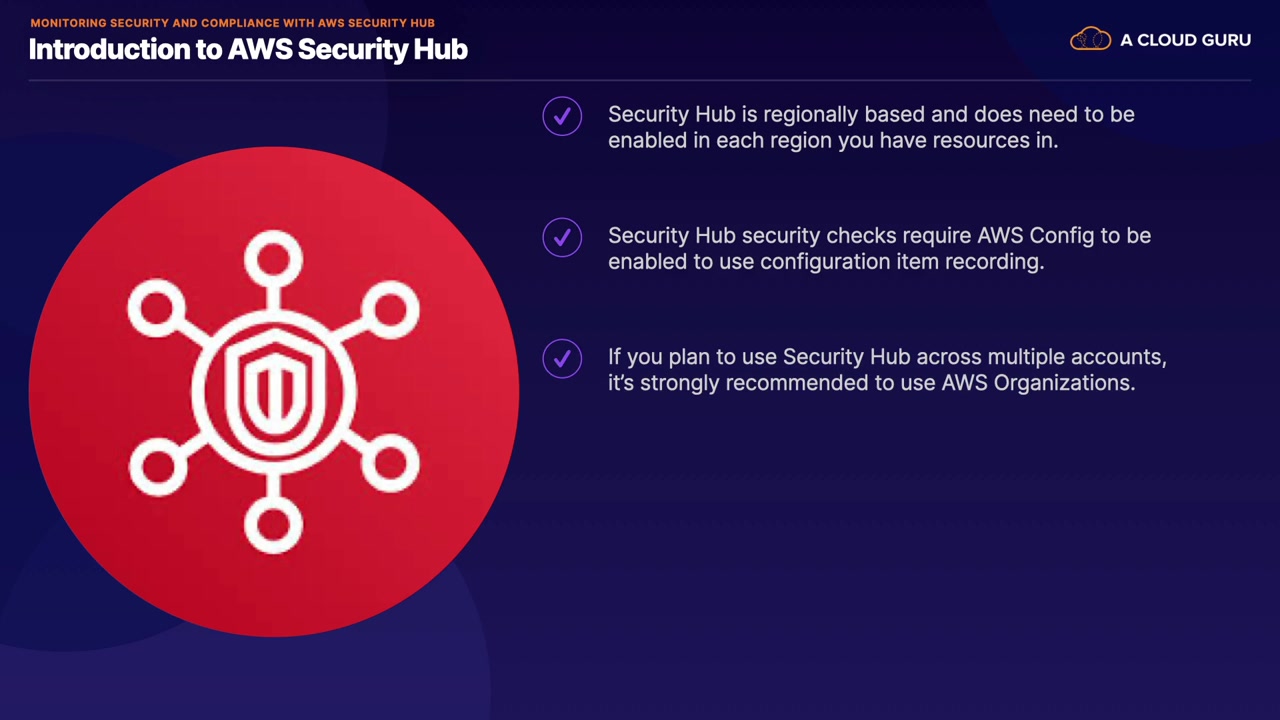 MONITORING SECURITY AND COMPLIANCE WITH AWS SECURITY HUB
Introduction to AWS Security Hub
A CLOUD GURU
Security Hub is regionally based and does need to be
enabled in each region you have resources in.
Security Hub security checks require AWS Config to be
enabled to use configuration item recording.
If you plan to use Security Hub across multiple accounts,
it’s strongly recommended to use AWS Organizations.